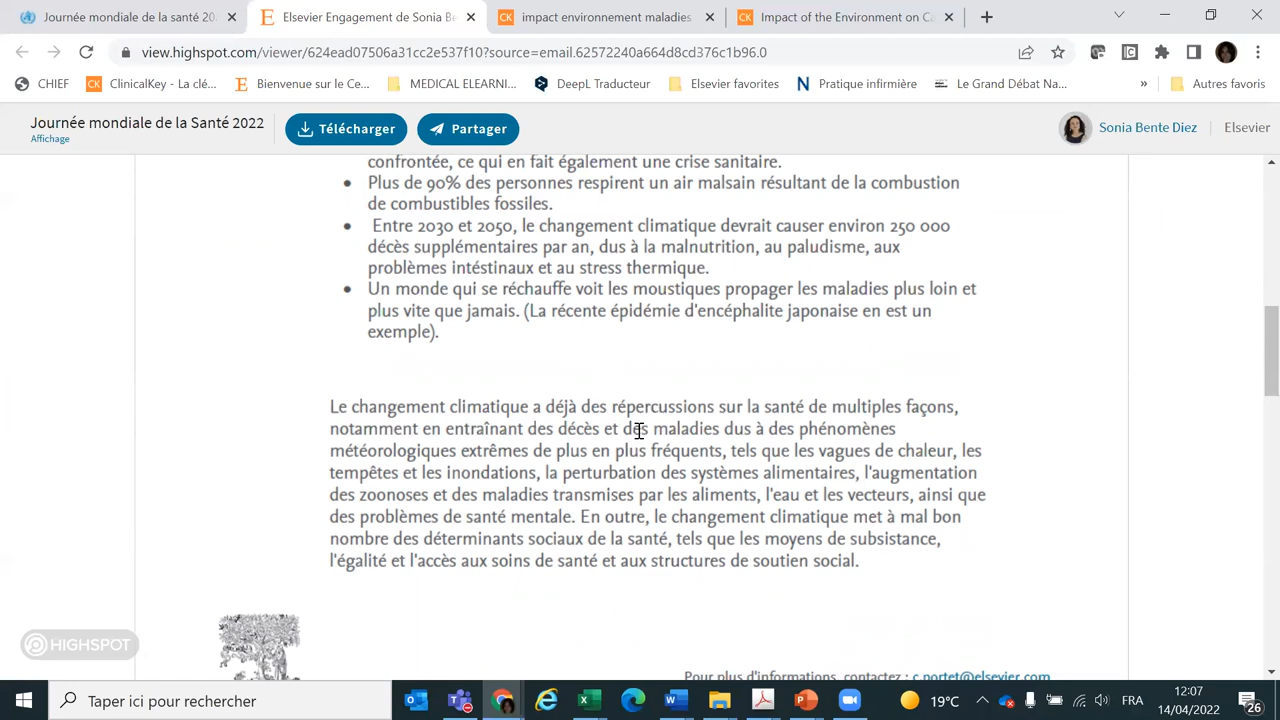 Journée mondiale de la santé 20
Elsevier Engagement de Sonia Be
CK impact environnement maladies
CK Impact of the Environment on Ca
view.highspot.com/viewer/624ead07506a31cc2e537f10?source=email.62572240a664d8cd376c1b96.0
CHIEF
CK ClinicalKey - La clé...
E Bienvenue sur le Ce...
MEDICAL ELEARNI...
DeepL Traducteur
Elsevier favorites
N Pratique infirmière
Le Grand Débat Na...
»
Autres favoris
Journée mondiale de la Santé 2022
Affichage
Télécharger
Partager
Sonia Bente Diez
Elsevier
confrontée, ce qui en fait également une crise sanitaire.
• Plus de 90% des personnes respirent un air malsain résultant de la combustion
de combustibles fossiles.
• Entre 2030 et 2050, le changement climatique devrait causer environ 250 000
décès supplémentaires par an, dus à la malnutrition, au paludisme, aux
problèmes intéstinaux et au stress thermique.
• Un monde qui se réchauffe voit les moustiques propager les maladies plus loin et
plus vite que jamais. (La récente épidémie d'encéphalite japonaise en est un
exemple).
Le changement climatique a déjà des répercussions sur la santé de multiples façons,
notamment en entraînant des décès et des maladies dus à des phénomènes
météorologiques extrêmes de plus en plus fréquents, tels que les vagues de chaleur, les
tempêtes et les inondations, la perturbation des systèmes alimentaires, l'augmentation
des zoonoses et des maladies transmises par les aliments, l'eau et les vecteurs, ainsi que
des problèmes de santé mentale. En outre, le changement climatique met à mal bon
nombre des déterminants sociaux de la santé, tels que les moyens de subsistance,
l'égalité et l'accès aux soins de santé et aux structures de soutien social.
HIGHSPOT
Pour plus d'informations, contactez : c.portet@elsevier.com
Taper ici pour rechercher
19°C
FRA
12:07
14/04/2022
26